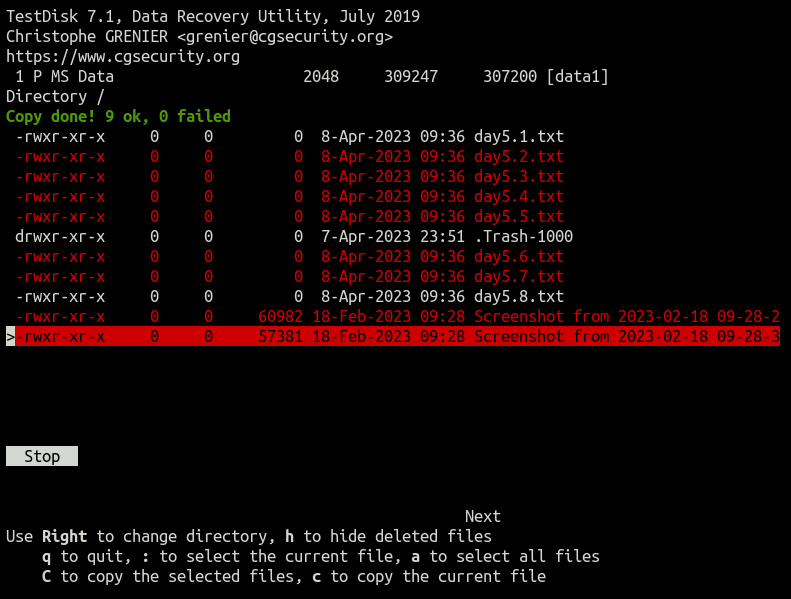 TestDisk 7.1, Data Recovery Utility, July 2019
Christophe GRENIER <grenier@cgsecurity.org>
https://www.cgsecurity.org
 1 P MS Data                     2048     309247     307200 [data1]
Directory /
Copy done! 9 ok, 0 failed
 -rwxr-xr-x     0     0         0  8-Apr-2023 09:36 day5.1.txt
 -rwxr-xr-x     0     0         0  8-Apr-2023 09:36 day5.2.txt
 -rwxr-xr-x     0     0         0  8-Apr-2023 09:36 day5.3.txt
 -rwxr-xr-x     0     0         0  8-Apr-2023 09:36 day5.4.txt
 -rwxr-xr-x     0     0         0  8-Apr-2023 09:36 day5.5.txt
 drwxr-xr-x     0     0         0  7-Apr-2023 23:51 .Trash-1000
 -rwxr-xr-x     0     0         0  8-Apr-2023 09:36 day5.6.txt
 -rwxr-xr-x     0     0         0  8-Apr-2023 09:36 day5.7.txt
 -rwxr-xr-x     0     0         0  8-Apr-2023 09:36 day5.8.txt
 -rwxr-xr-x     0     0     60982 18-Feb-2023 09:28 Screenshot from 2023-02-18 09-28-2
>-rwxr-xr-x     0     0     57381 18-Feb-2023 09:28 Screenshot from 2023-02-18 09-28-3
Stop
Next
Use Right to change directory, h to hide deleted files
    q to quit, : to select the current file, a to select all files
    C to copy the selected files, c to copy the current file